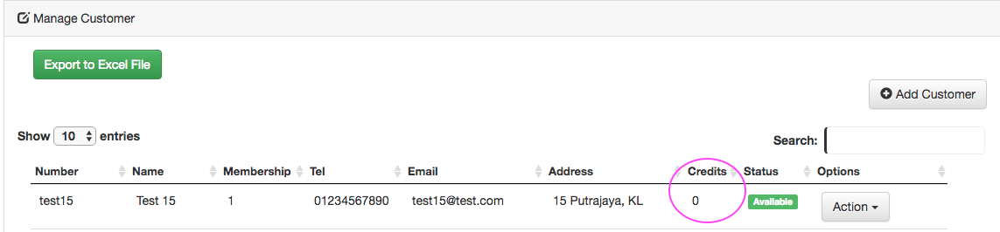 Manage Customer
Export to Excel File
Add Customer
Show 10 entries
Search:
Number Name Membership Tel Email Address Credits Status Options
test15 Test 15 1 01234567890 test15@test.com 15 Putrajaya, KL 0 Available Action